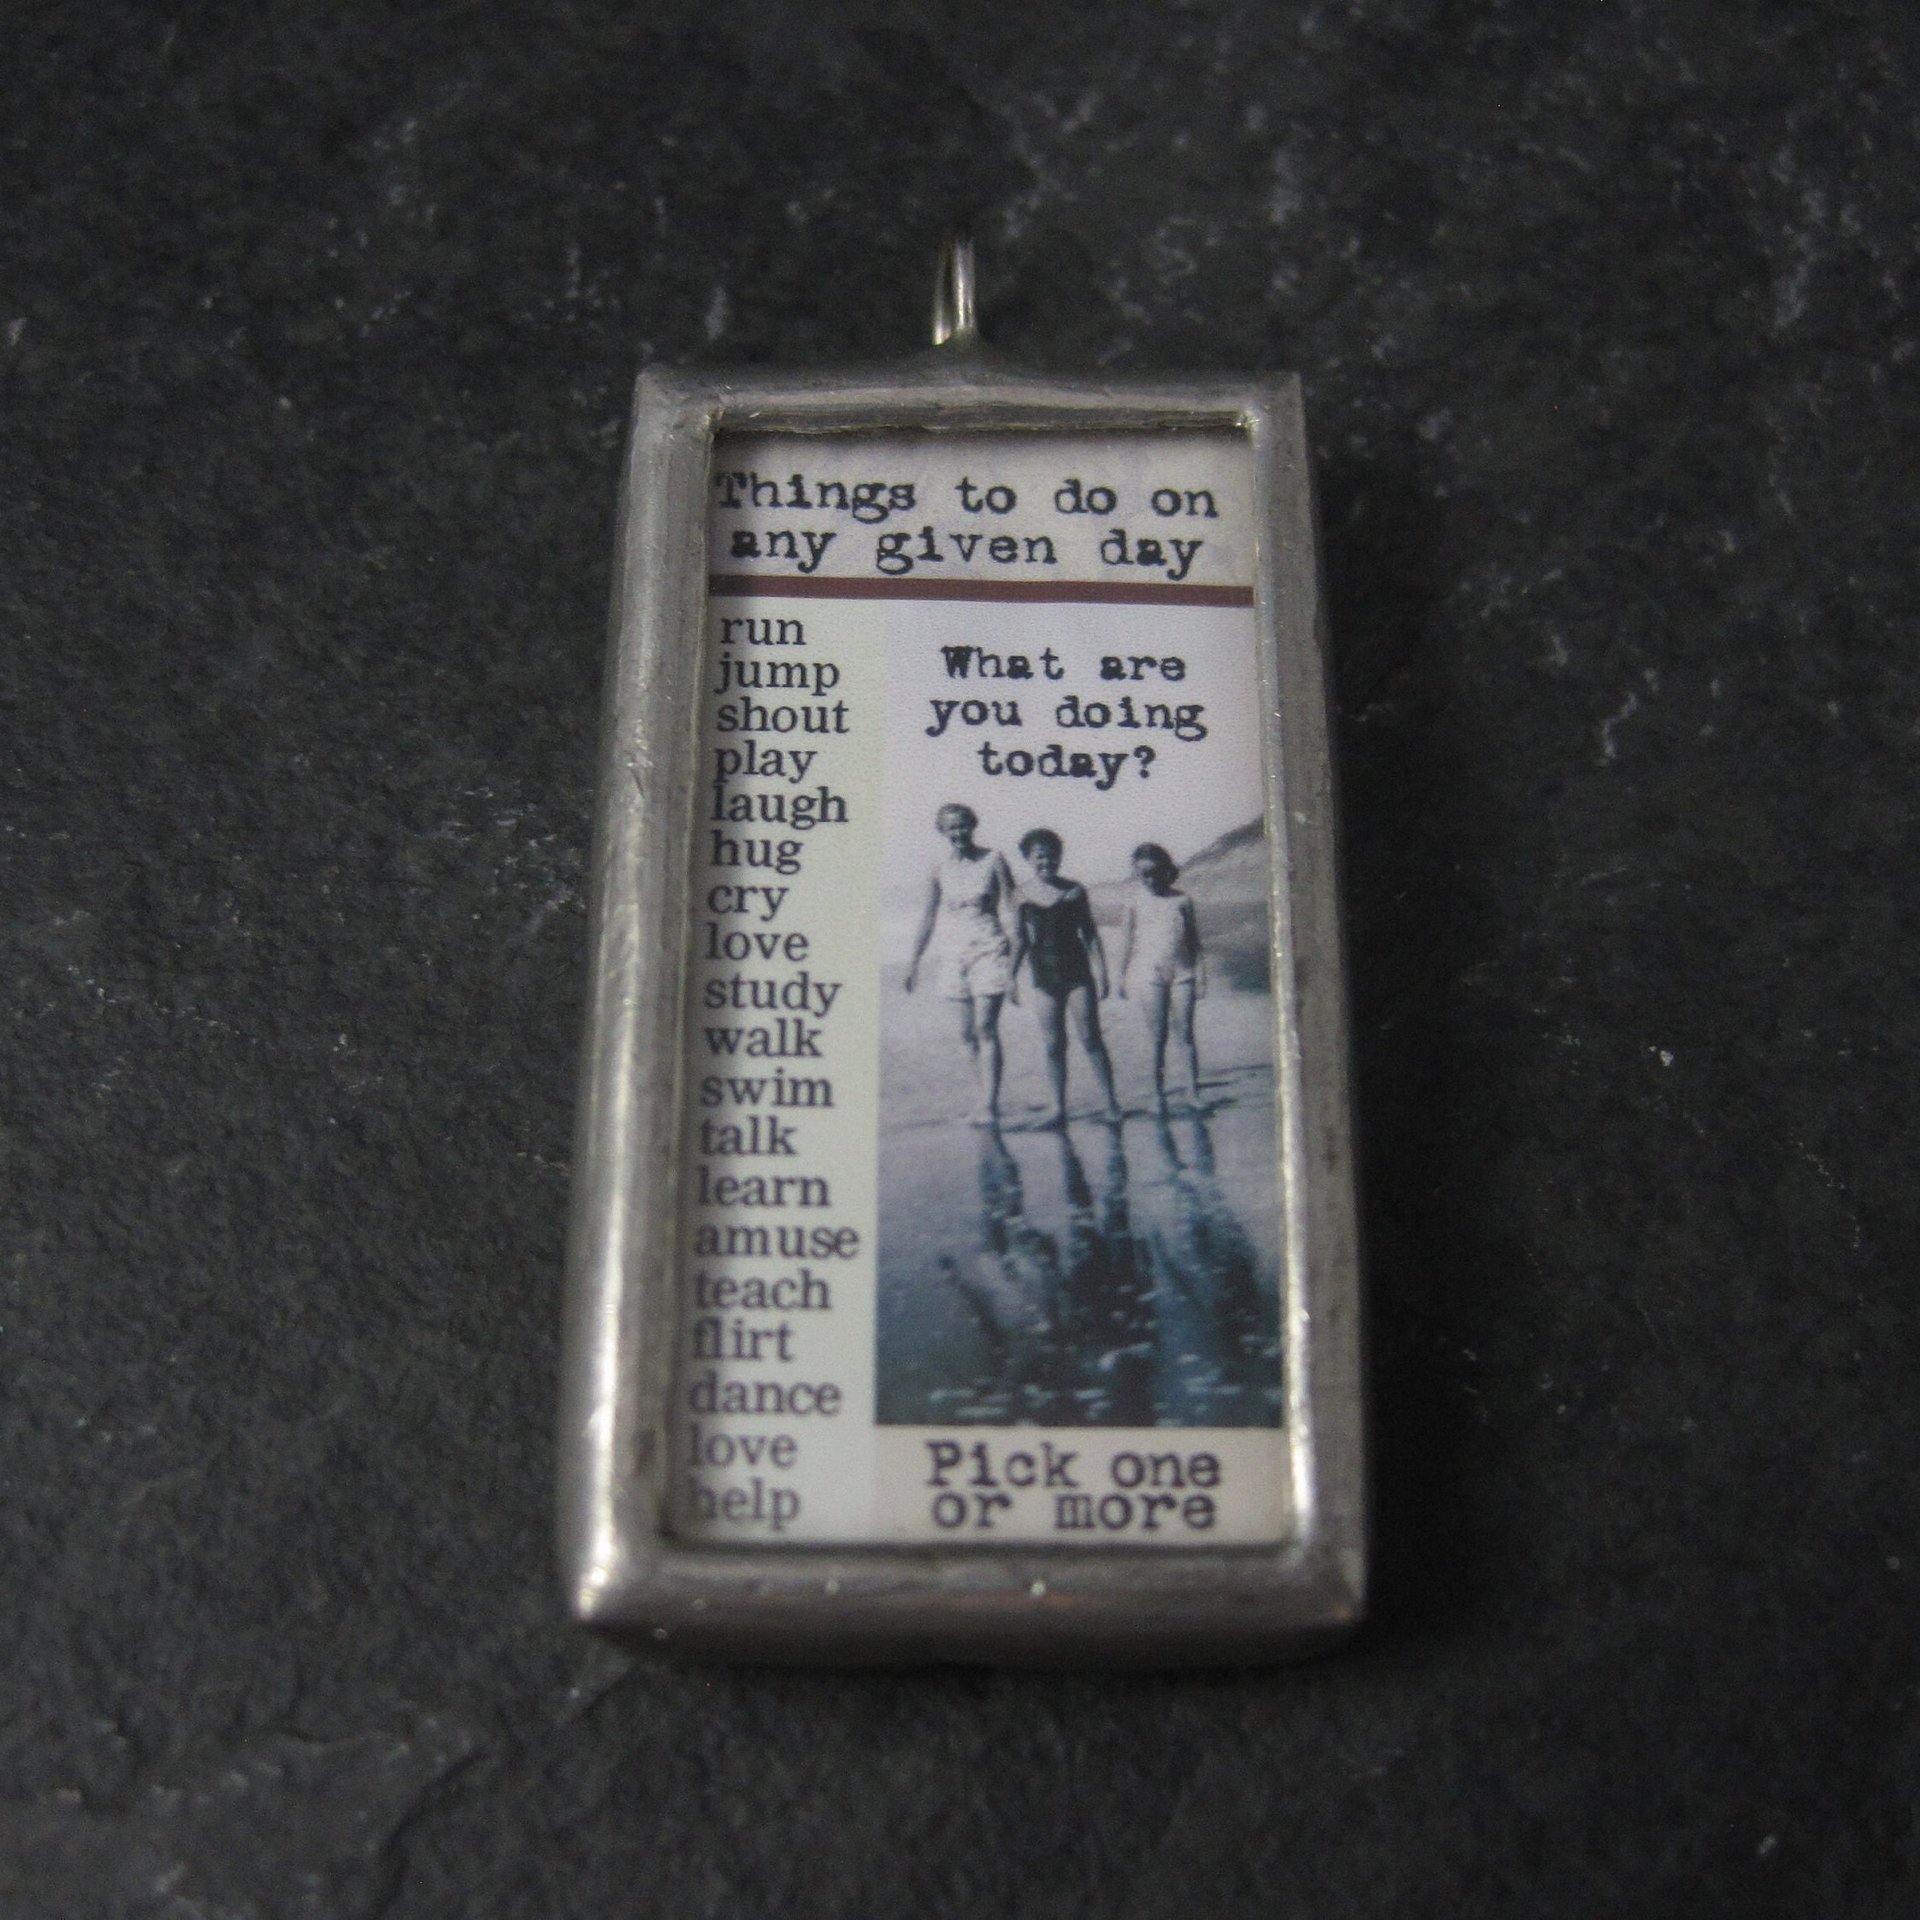 Things to do on
any given day
run
jump
shout
play
laugh
hug
cry
love
study
walk
swim
talk
learn
amuse
teach
flirt
dance
love
help
What are
you doing
today?
Pick one
or more